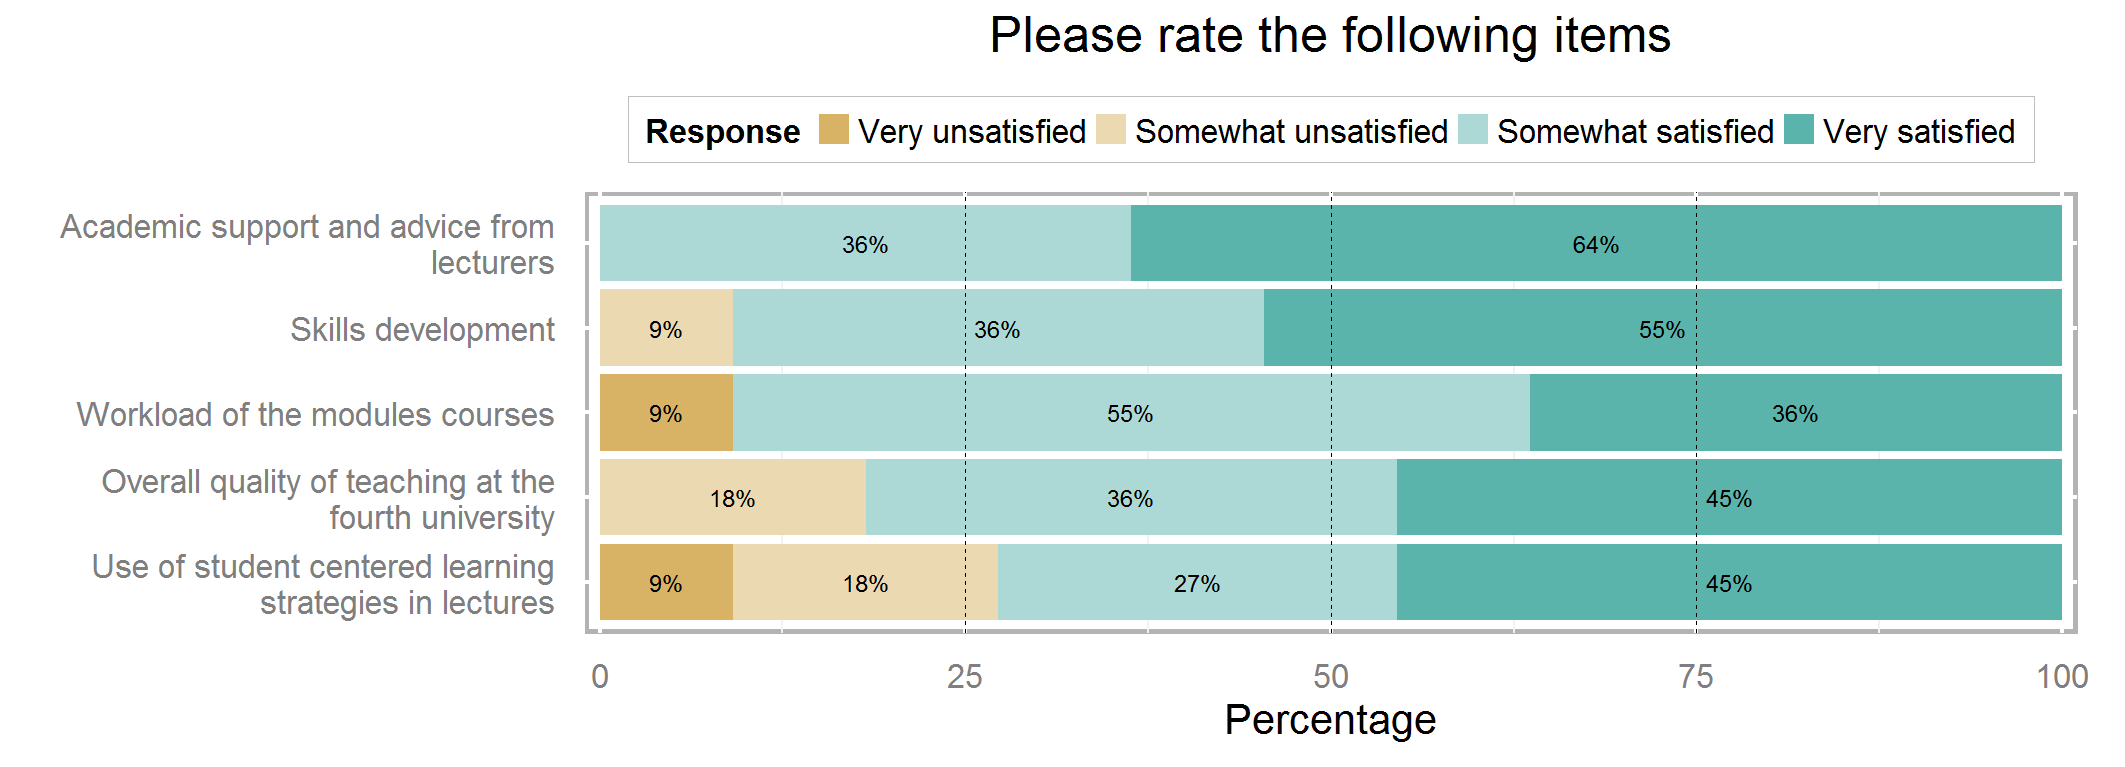 Please rate the following items
Response Very unsatisfied Somewhat unsatisfied Somewhat satisfied Very satisfied
Academic support and advice from
lecturers
36% 64%
Skills development
9% 36% 55%
Workload of the modules courses
9% 55% 36%
Overall quality of teaching at the
fourth university
18% 36% 45%
Use of student centered learning
strategies in lectures
9% 18% 27% 45%
0 25 50 75 100
Percentage